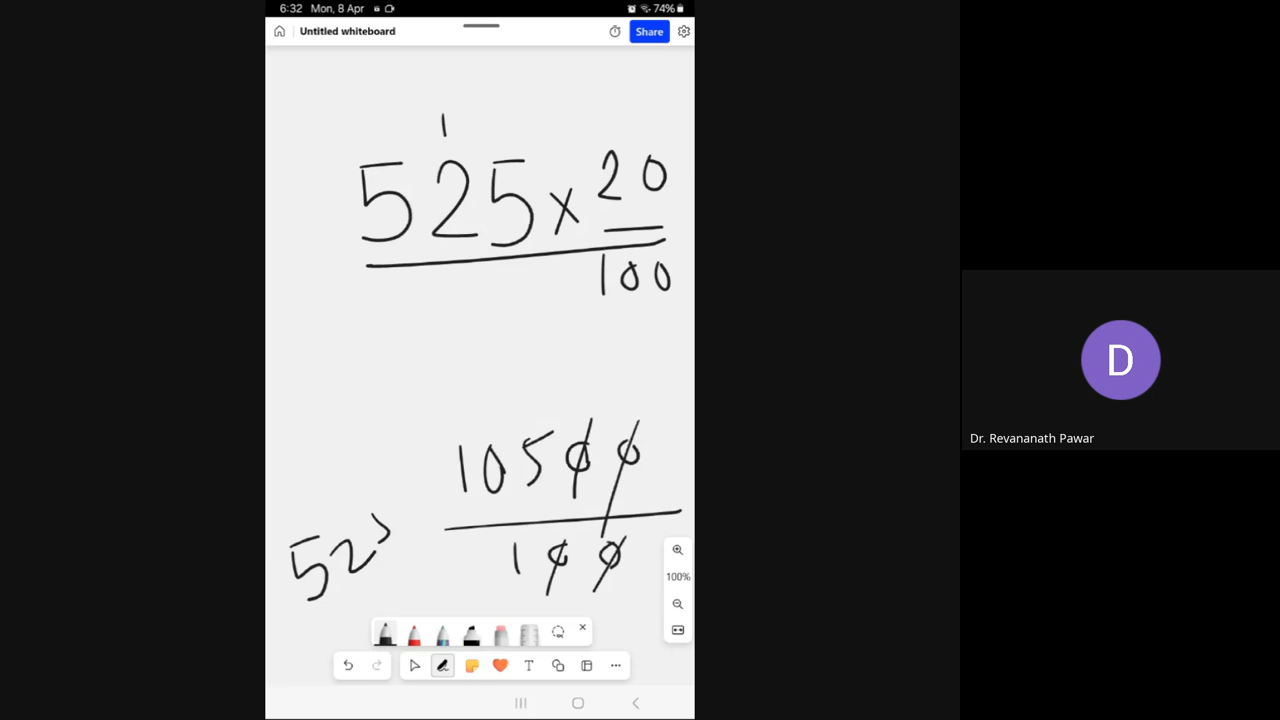 6:32 Mon, 8 Apr 74%
Untitled whiteboard Share
1
525 x 20
100
10500
100
52
100%
D
Dr. Revananath Pawar